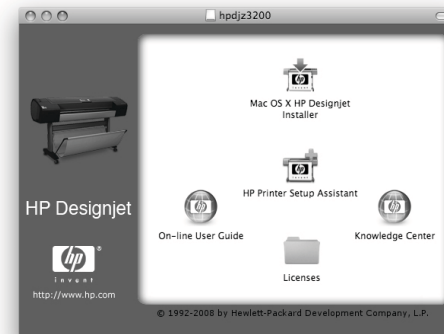 hpdjz3200
Mac OS X HP Designjet
Installer
HP Printer Setup Assistant
On-line User Guide
Knowledge Center
Licenses
HP Designjet
hp
invent
http://www.hp.com
© 1992-2008 by Hewlett-Packard Development Company, L.P.